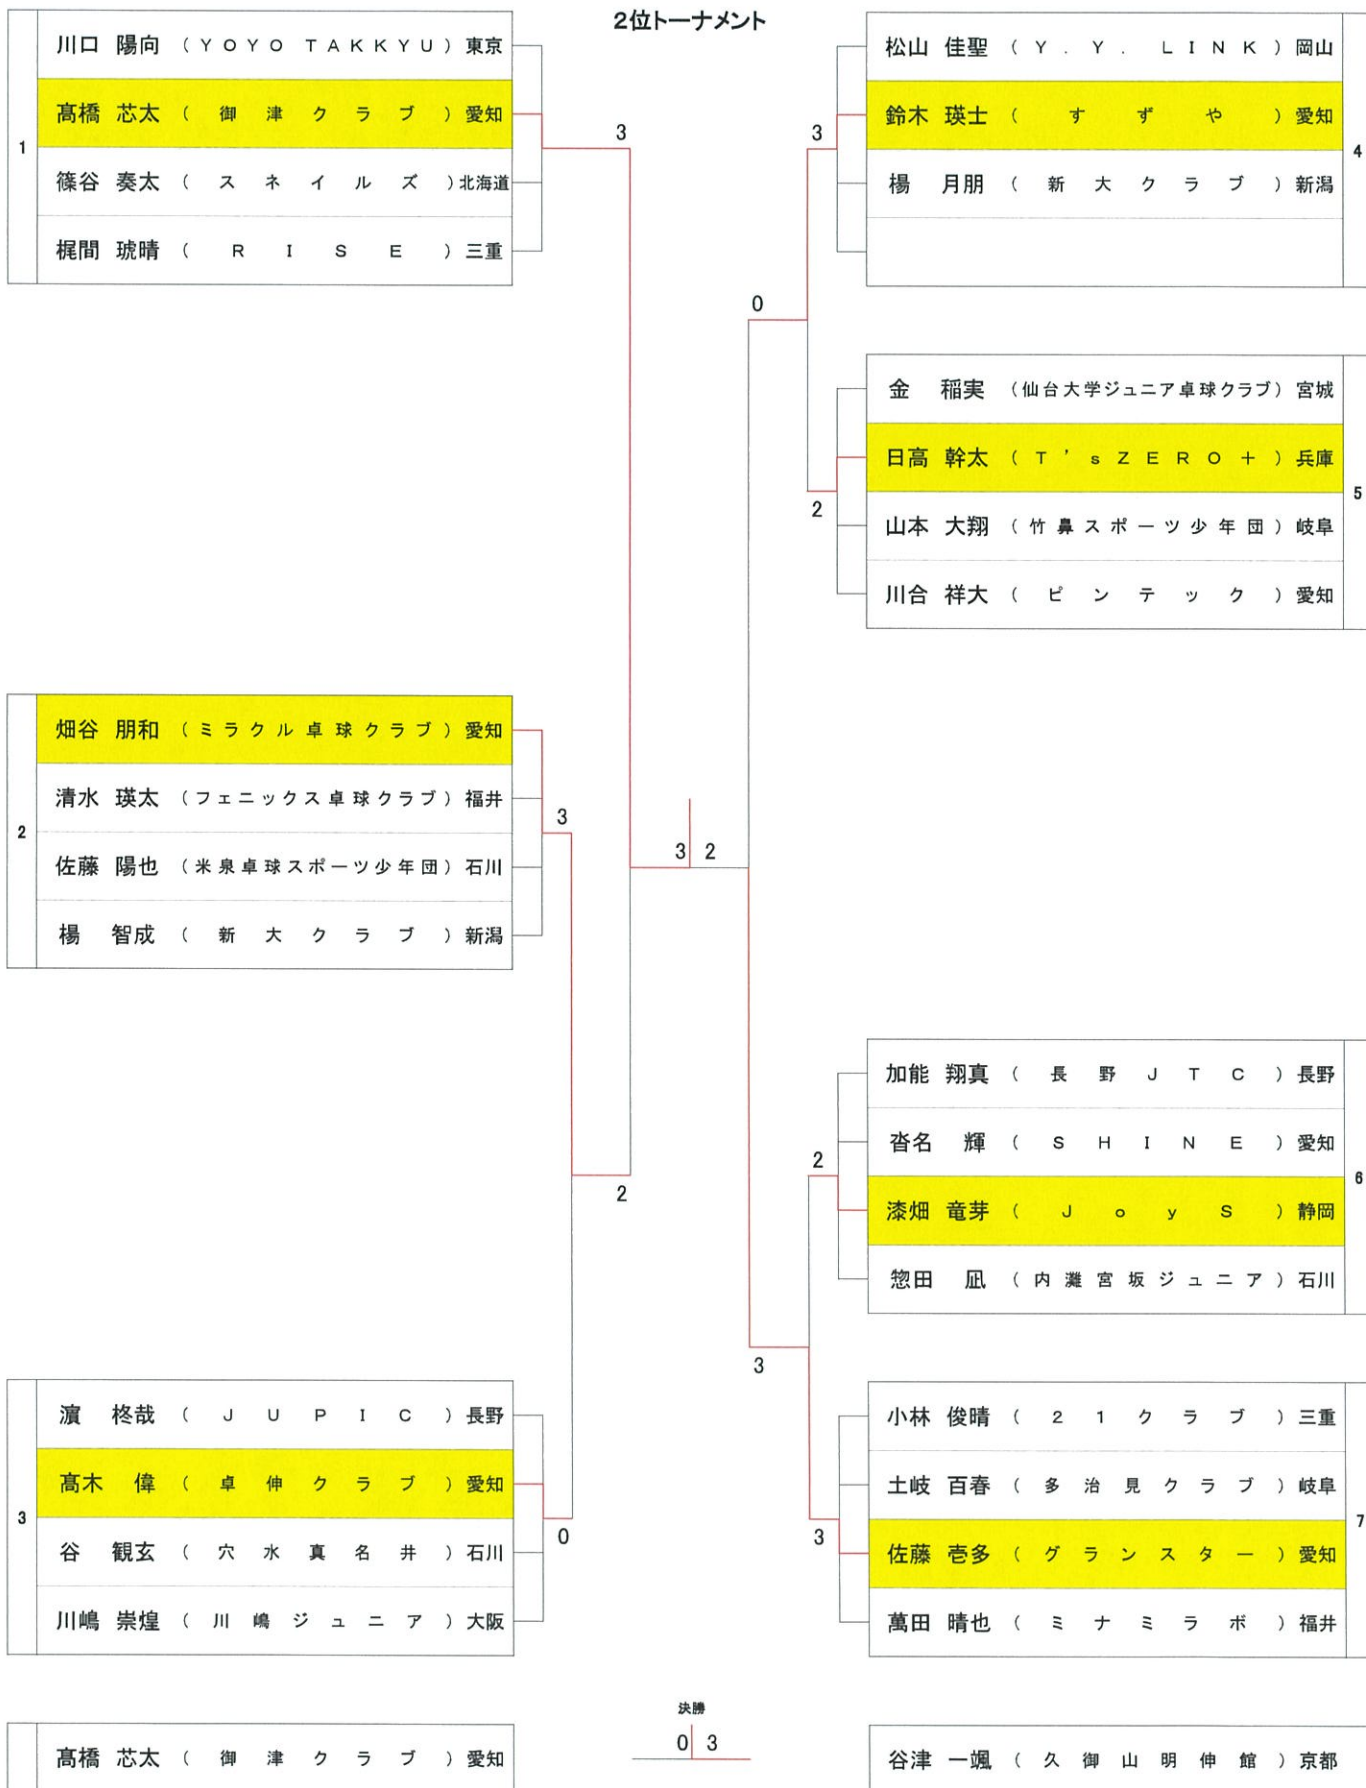 2位トーナメント
1
川口 陽向 (YOYO TAKKYU) 東京
髙橋 芯太 (御津クラブ) 愛知
篠谷 奏太 (スネイルズ) 北海道
梶間 琥晴 (RISE) 三重
3
2
畑谷 朋和 (ミラクル卓球クラブ) 愛知
清水 瑛太 (フェニックス卓球クラブ) 福井
佐藤 陽也 (米泉卓球スポーツ少年団) 石川
楊 智成 (新大クラブ) 新潟
3
2
3
濵 柊哉 (JUPIC) 長野
髙木 偉 (卓伸クラブ) 愛知
谷 観玄 (穴水真名井) 石川
川嶋 崇煌 (川嶋ジュニア) 大阪
0
3 2
4
松山 佳聖 (Y.Y. LINK) 岡山
鈴木 瑛士 (すずや) 愛知
楊 月朋 (新大クラブ) 新潟
3
0
5
金 稲実 (仙台大学ジュニア卓球クラブ) 宮城
日高 幹太 (T'sZERO+) 兵庫
山本 大翔 (竹鼻スポーツ少年団) 岐阜
川合 祥大 (ピンテック) 愛知
2
6
加能 翔真 (長野JTC) 長野
沓名 輝 (SHINE) 愛知
漆畑 竜芽 (JoyS) 静岡
惣田 凪 (内灘宮坂ジュニア) 石川
2
3
7
小林 俊晴 (21クラブ) 三重
土岐 百春 (多治見クラブ) 岐阜
佐藤 壱多 (グランスター) 愛知
萬田 晴也 (ミナミラボ) 福井
3
決勝
髙橋 芯太 (御津クラブ) 愛知
0 3
谷津 一颯 (久御山明伸館) 京都